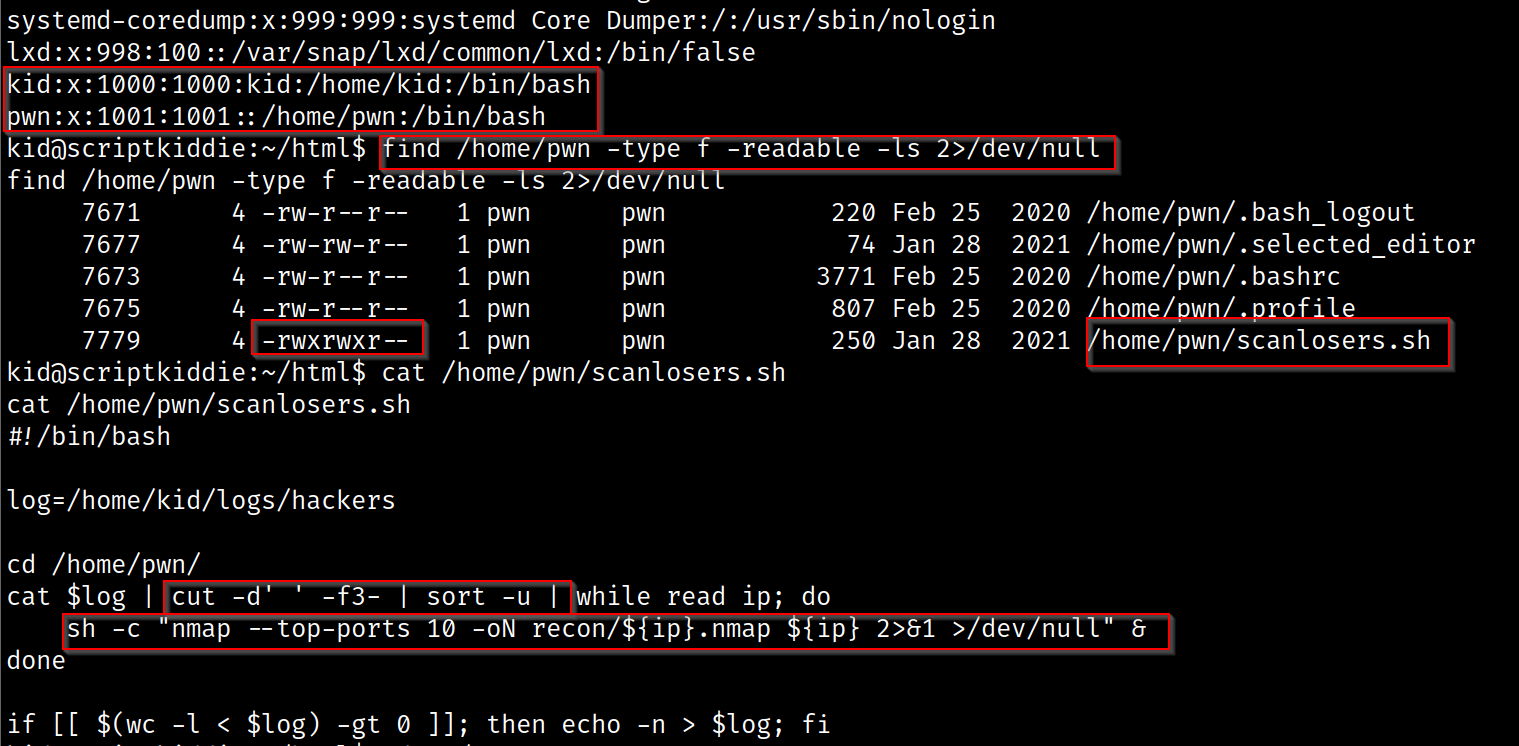 systemd-coredump:x:999:999:systemd Core Dumper:/:/usr/sbin/nologin
lxd:x:998:100::/var/snap/lxd/common/lxd:/bin/false
kid:x:1000:1000:kid:/home/kid:/bin/bash
pwn:x:1001:1001::/home/pwn:/bin/bash
kid@scriptkiddie:~/html$ find /home/pwn -type f -readable -ls 2>/dev/null
find /home/pwn -type f -readable -ls 2>/dev/null
7671 4 -rw-r--r-- 1 pwn pwn 220 Feb 25 2020 /home/pwn/.bash_logout
7677 4 -rw-rw-r-- 1 pwn pwn 74 Jan 28 2021 /home/pwn/.selected_editor
7673 4 -rw-r--r-- 1 pwn pwn 3771 Feb 25 2020 /home/pwn/.bashrc
7675 4 -rw-r--r-- 1 pwn pwn 807 Feb 25 2020 /home/pwn/.profile
7779 4 -rwxrwxr-- 1 pwn pwn 250 Jan 28 2021 /home/pwn/scanlosers.sh
kid@scriptkiddie:~/html$ cat /home/pwn/scanlosers.sh
cat /home/pwn/scanlosers.sh
#!/bin/bash
log=/home/kid/logs/hackers
cd /home/pwn/
cat $log | cut -d' ' -f3- | sort -u | while read ip; do
sh -c "nmap --top-ports 10 -oN recon/${ip}.nmap ${ip} 2>&1 >/dev/null" &
done
if [[ $(wc -l < $log) -gt 0 ]]; then echo -n > $log; fi